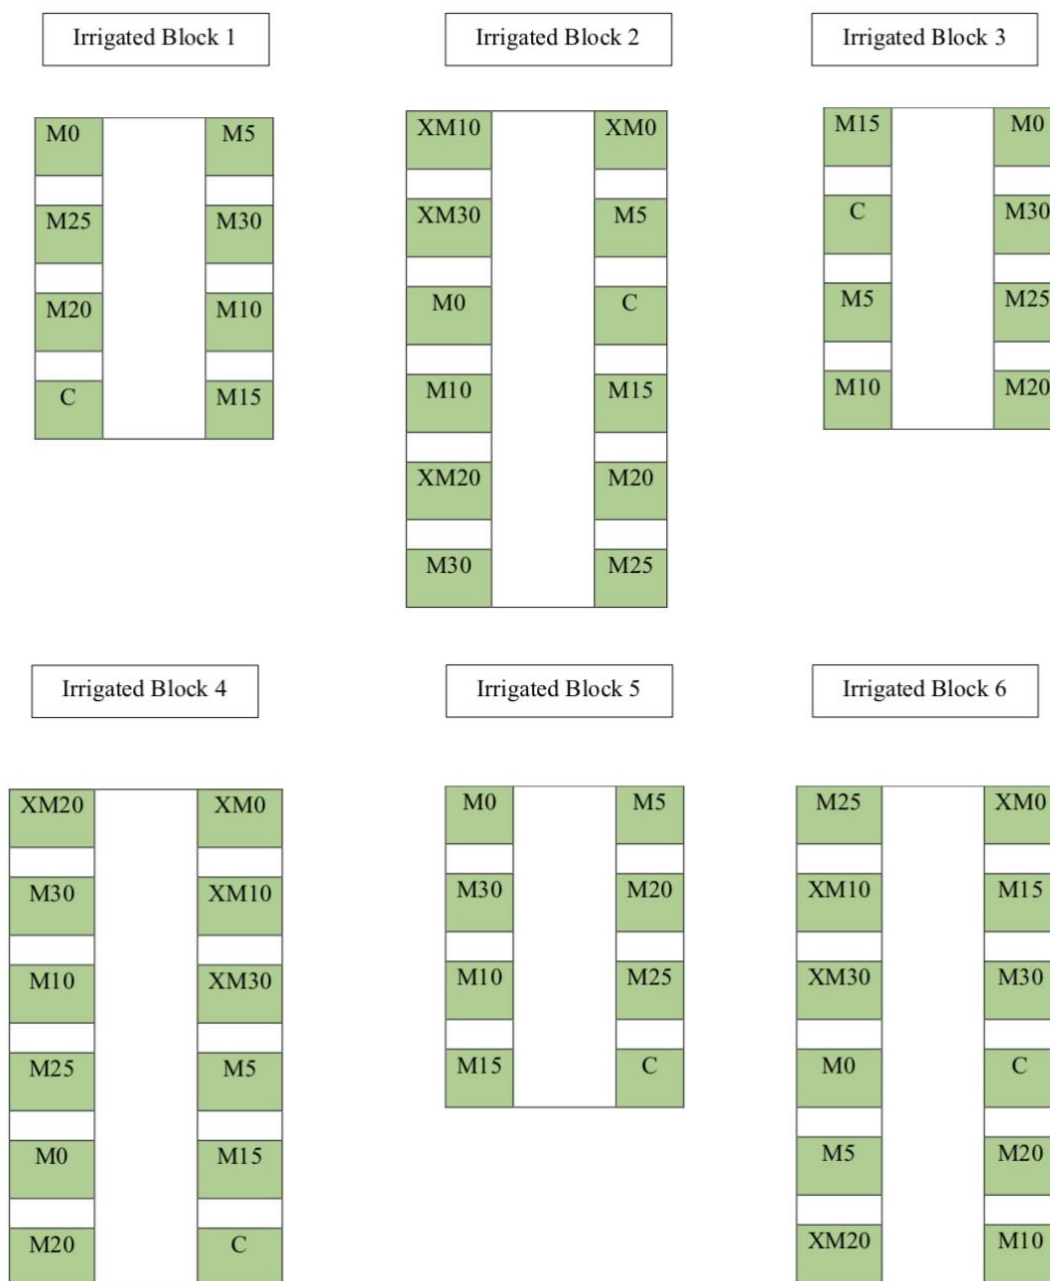 Irrigated Block 1
Irrigated Block 2
Irrigated Block 3
M0 M5
M25 M30
M20 M10
C M15
XM10 XM0
XM30 M5
M0 C
M10 M15
XM20 M20
M30 M25
M15 M0
C M30
M5 M25
M10 M20
Irrigated Block 4
Irrigated Block 5
Irrigated Block 6
XM20 XM0
M30 XM10
M10 XM30
M25 M5
M0 M15
M20 C
M0 M5
M30 M20
M10 M25
M15 C
M25 XM0
XM10 M15
XM30 M30
M0 C
M5 M20
XM20 M10